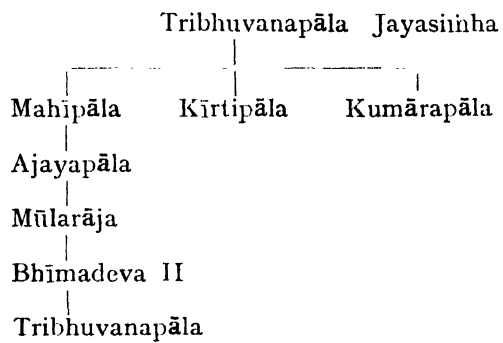 Tribhuvanapāla Jayasiṁha
Mahīpāla Kīrtipāla Kumārapāla
Ajayapāla
Mūlarāja
Bhīmadeva II
Tribhuvanapāla